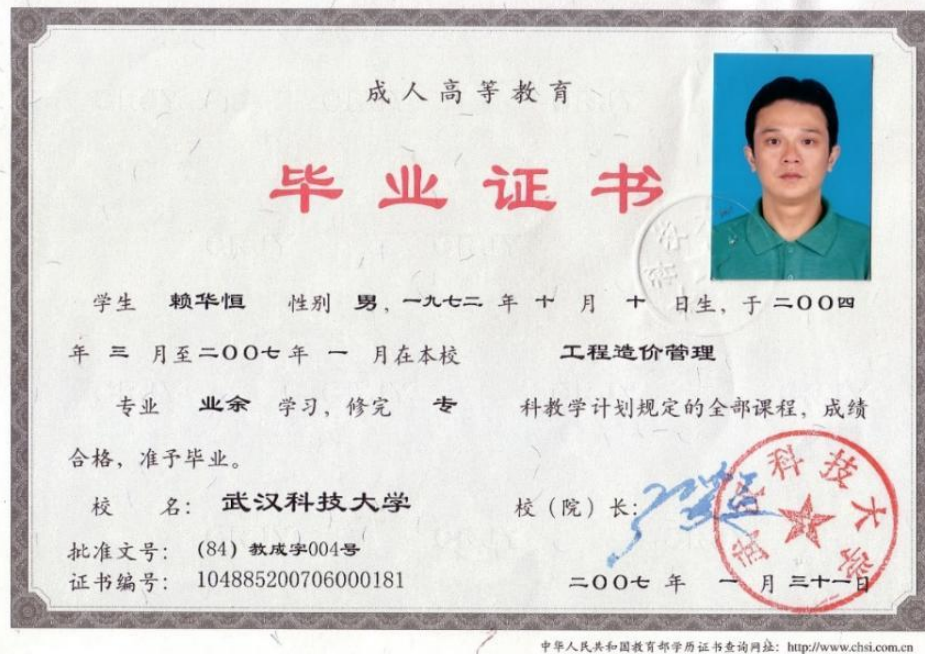 成人高等教育
毕业证书
学生 赖华恒 性别 男，一九七二 年 十 月 十 日生，于 二〇〇四
年 三 月至二〇〇七年 一 月在本校 工程造价管理
专业 业余 学习，修完 专 科教学计划规定的全部课程，成绩
合格，准予毕业。
校 名： 武汉科技大学 校（院）长：
批准文号： (84) 教成字004号
证书编号： 104885200706000181 二〇〇七 年 一 月 三十一日
武汉科技大学
中华人民共和国教育部学历证书查询网址：http://www.chsi.com.cn